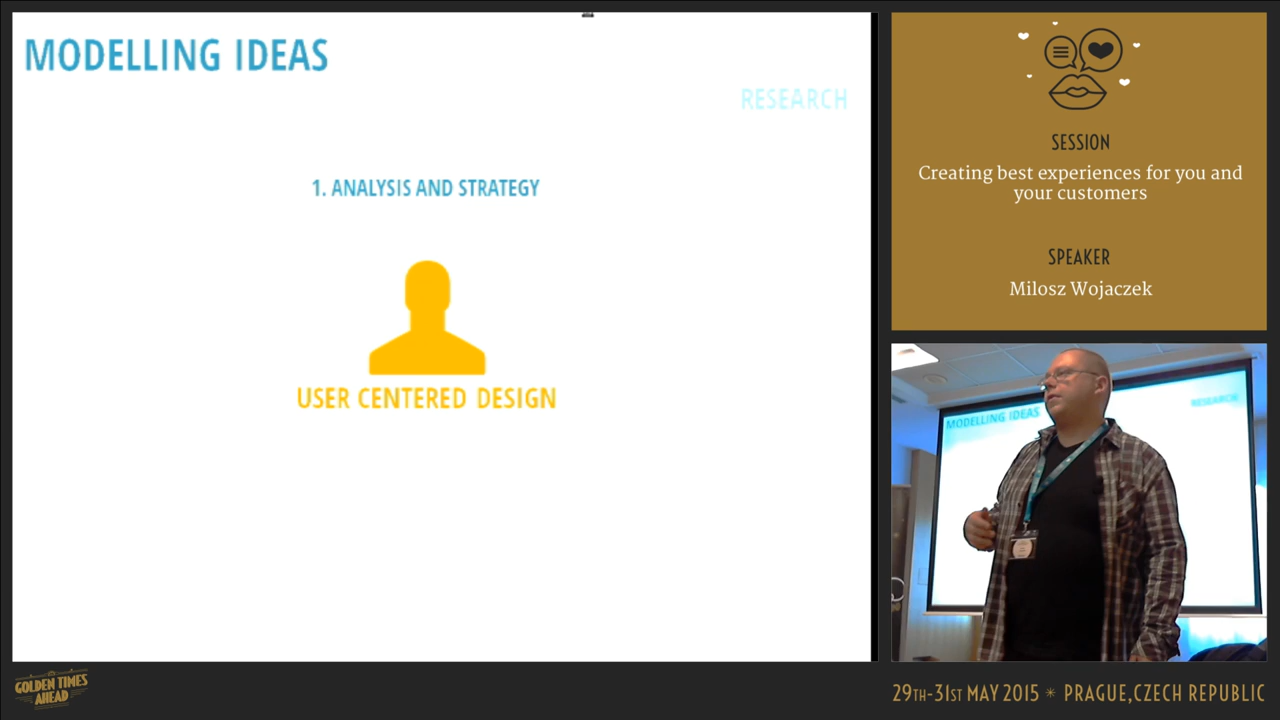 MODELLING IDEAS
RESEARCH
1. ANALYSIS AND STRATEGY
USER CENTERED DESIGN
SESSION
Creating best experiences for you and
your customers
SPEAKER
Milosz Wojaczek
MODELLING IDEAS
RESEARCH
GOLDEN TIMES
AHEAD
29TH-31ST MAY 2015 * PRAGUE, CZECH REPUBLIC